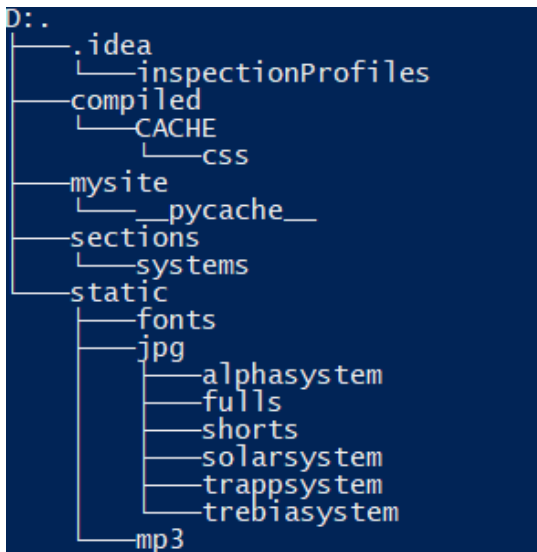 D:.
├───.idea
│   └───inspectionProfiles
├───compiled
│   └───CACHE
│       └───css
├───mysite
│   └───__pycache__
├───sections
│   └───systems
└───static
    ├───fonts
    ├───jpg
    │   ├───alphasystem
    │   ├───fulls
    │   ├───shorts
    │   ├───solarsystem
    │   ├───trappsystem
    │   └───trebiasystem
    └───mp3